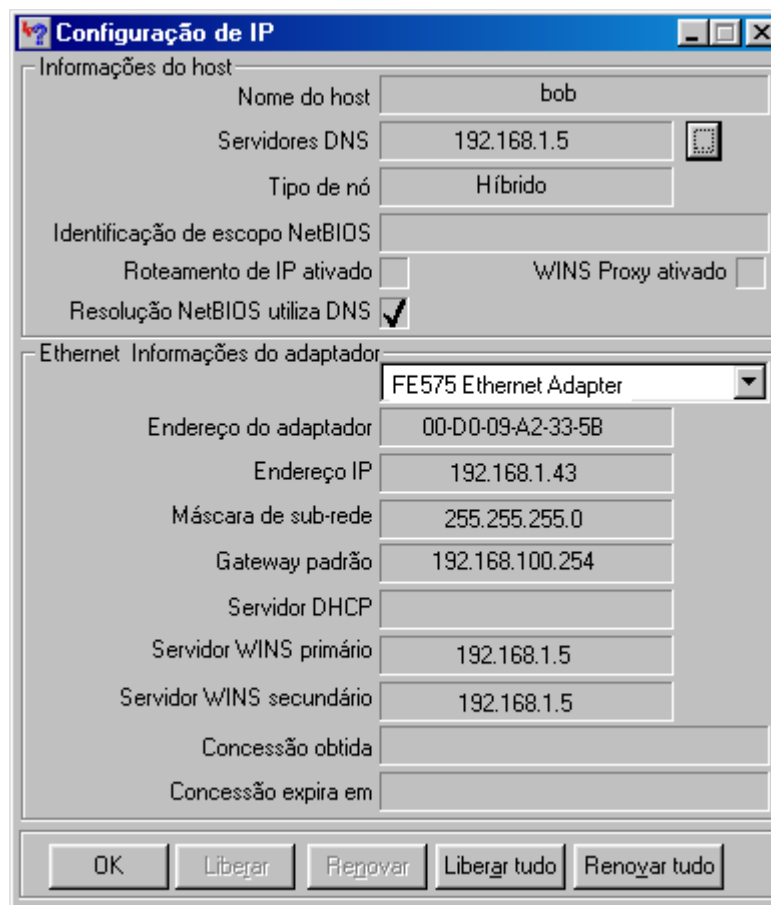 Configuração de IP
Informações do host
Nome do host bob
Servidores DNS 192.168.1.5
Tipo de nó Híbrido
Identificação de escopo NetBIOS
Roteamento de IP ativado WINS Proxy ativado
Resolução NetBIOS utiliza DNS
Ethernet Informações do adaptador
FE575 Ethernet Adapter
Endereço do adaptador 00-D0-09-A2-33-5B
Endereço IP 192.168.1.43
Máscara de sub-rede 255.255.255.0
Gateway padrão 192.168.100.254
Servidor DHCP
Servidor WINS primário 192.168.1.5
Servidor WINS secundário 192.168.1.5
Concessão obtida
Concessão expira em
OK Liberar Renovar Liberar tudo Renovar tudo